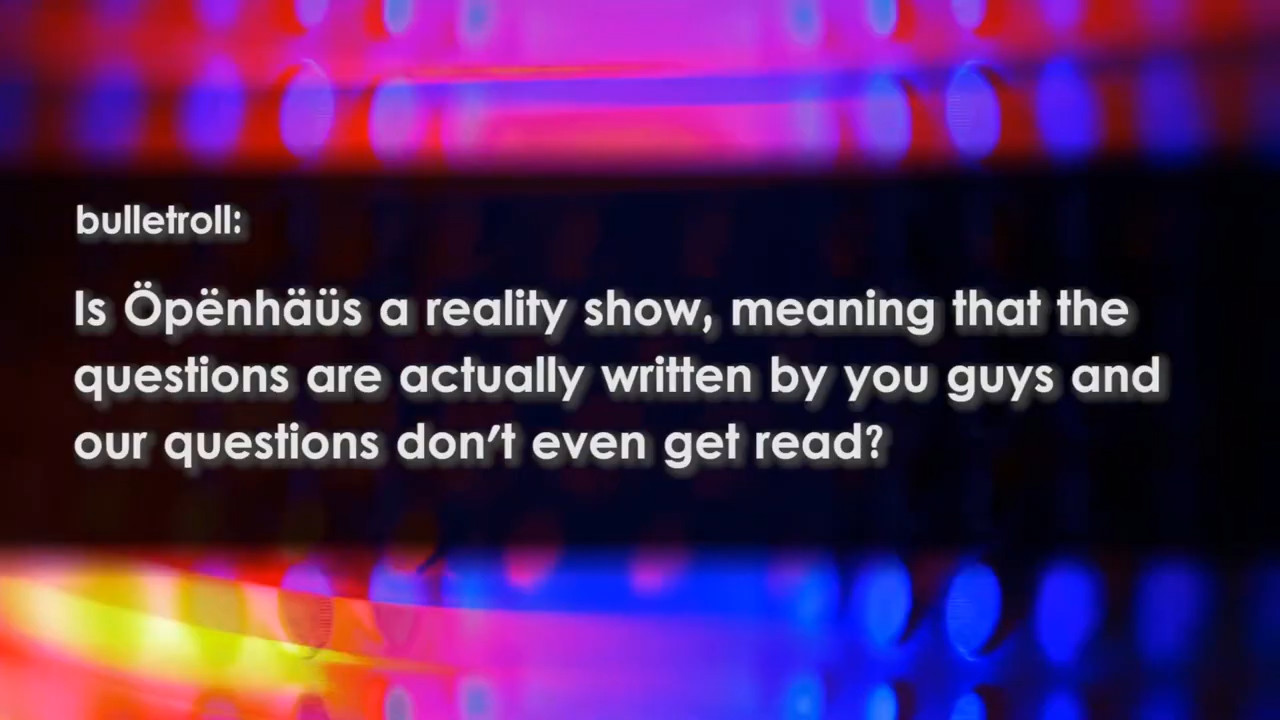 bulletroll:
Is Öpënhäüs a reality show, meaning that the
questions are actually written by you guys and
our questions don't even get read?